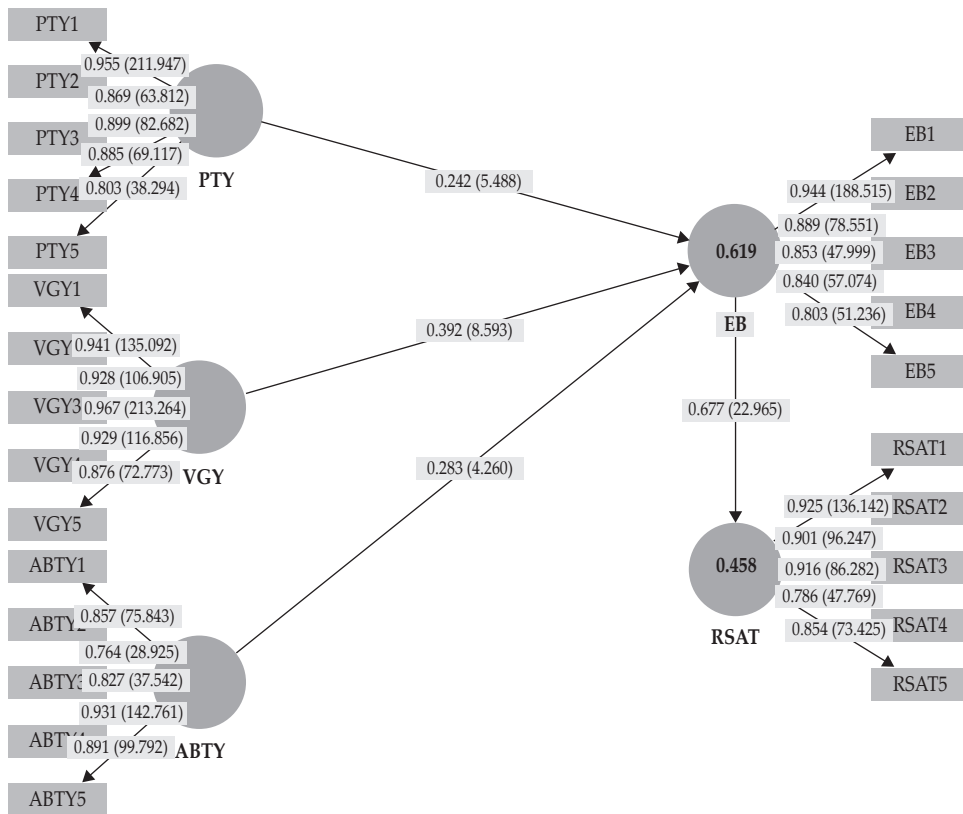 PTY1
0.955 (211.947)
PTY2
0.869 (63.812)
0.899 (82.682)
PTY3
0.885 (69.117)
PTY4
0.803 (38.294)
PTY
PTY5
VGY1
0.941 (135.092)
VGY
0.928 (106.905)
VGY3
0.967 (213.264)
0.929 (116.856)
VGY4
0.876 (72.773)
VGY
VGY5
ABTY1
0.857 (75.843)
ABTY2
0.764 (28.925)
ABTY3
0.827 (37.542)
0.931 (142.761)
ABTY4
0.891 (99.792)
ABTY
ABTY5
0.242 (5.488)
0.392 (8.593)
0.283 (4.260)
0.619
EB
0.677 (22.965)
0.458
RSAT
EB1
0.944 (188.515)
EB2
0.889 (78.551)
0.853 (47.999)
EB3
0.840 (57.074)
0.803 (51.236)
EB4
EB5
RSAT1
0.925 (136.142)
RSAT2
0.901 (96.247)
0.916 (86.282)
RSAT3
0.786 (47.769)
0.854 (73.425)
RSAT4
RSAT5